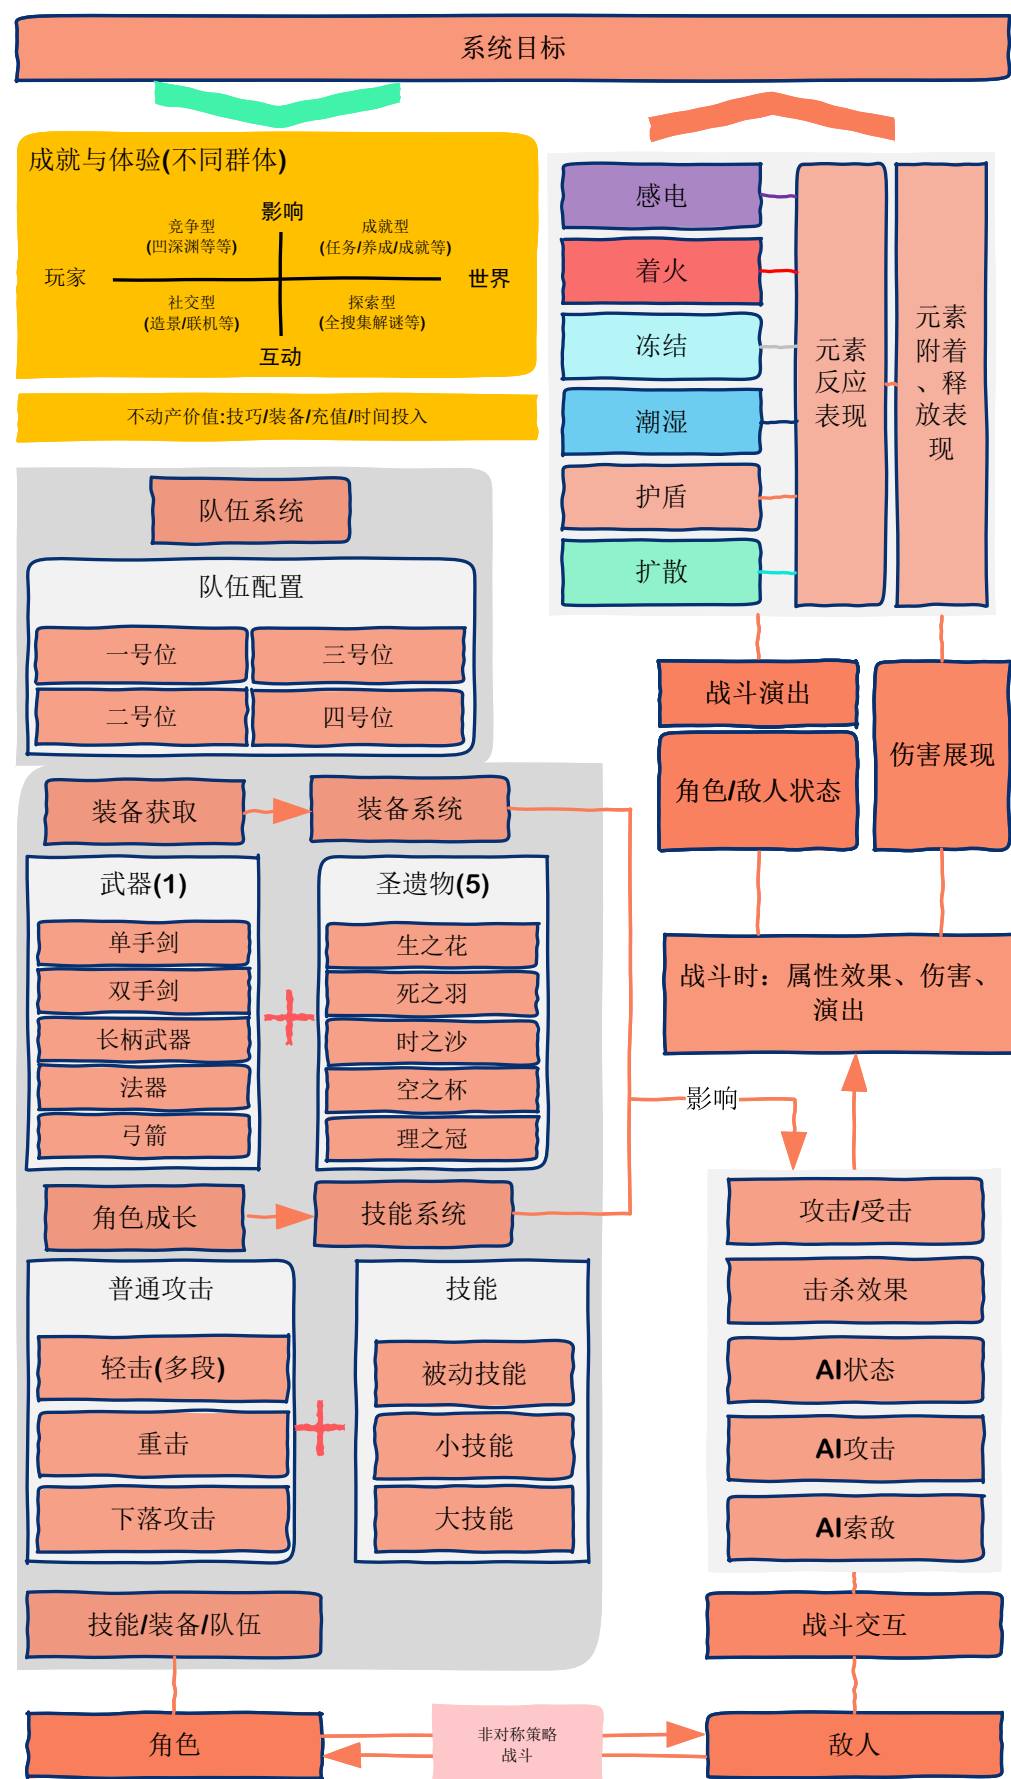 系统目标
成就与体验(不同群体)
影响
竞争型
(凹深渊等等)
成就型
(任务/养成/成就等)
玩家
世界
社交型
(造景/联机等)
探索型
(全搜集解谜等)
互动
不动产价值:技巧/装备/充值/时间投入
感电
着火
冻结
潮湿
护盾
扩散
元素
反应
表现
元素
附着
、释
放表
现
队伍系统
队伍配置
一号位
三号位
二号位
四号位
战斗演出
角色/敌人状态
伤害展现
装备获取
装备系统
武器(1)
单手剑
双手剑
长柄武器
法器
弓箭
圣遗物(5)
生之花
死之羽
时之沙
空之杯
理之冠
战斗时：属性效果、伤害、
演出
影响
角色成长
技能系统
普通攻击
轻击(多段)
重击
下落攻击
技能
被动技能
小技能
大技能
攻击/受击
击杀效果
AI状态
AI攻击
AI索敌
技能/装备/队伍
战斗交互
角色
非对称策略
战斗
敌人